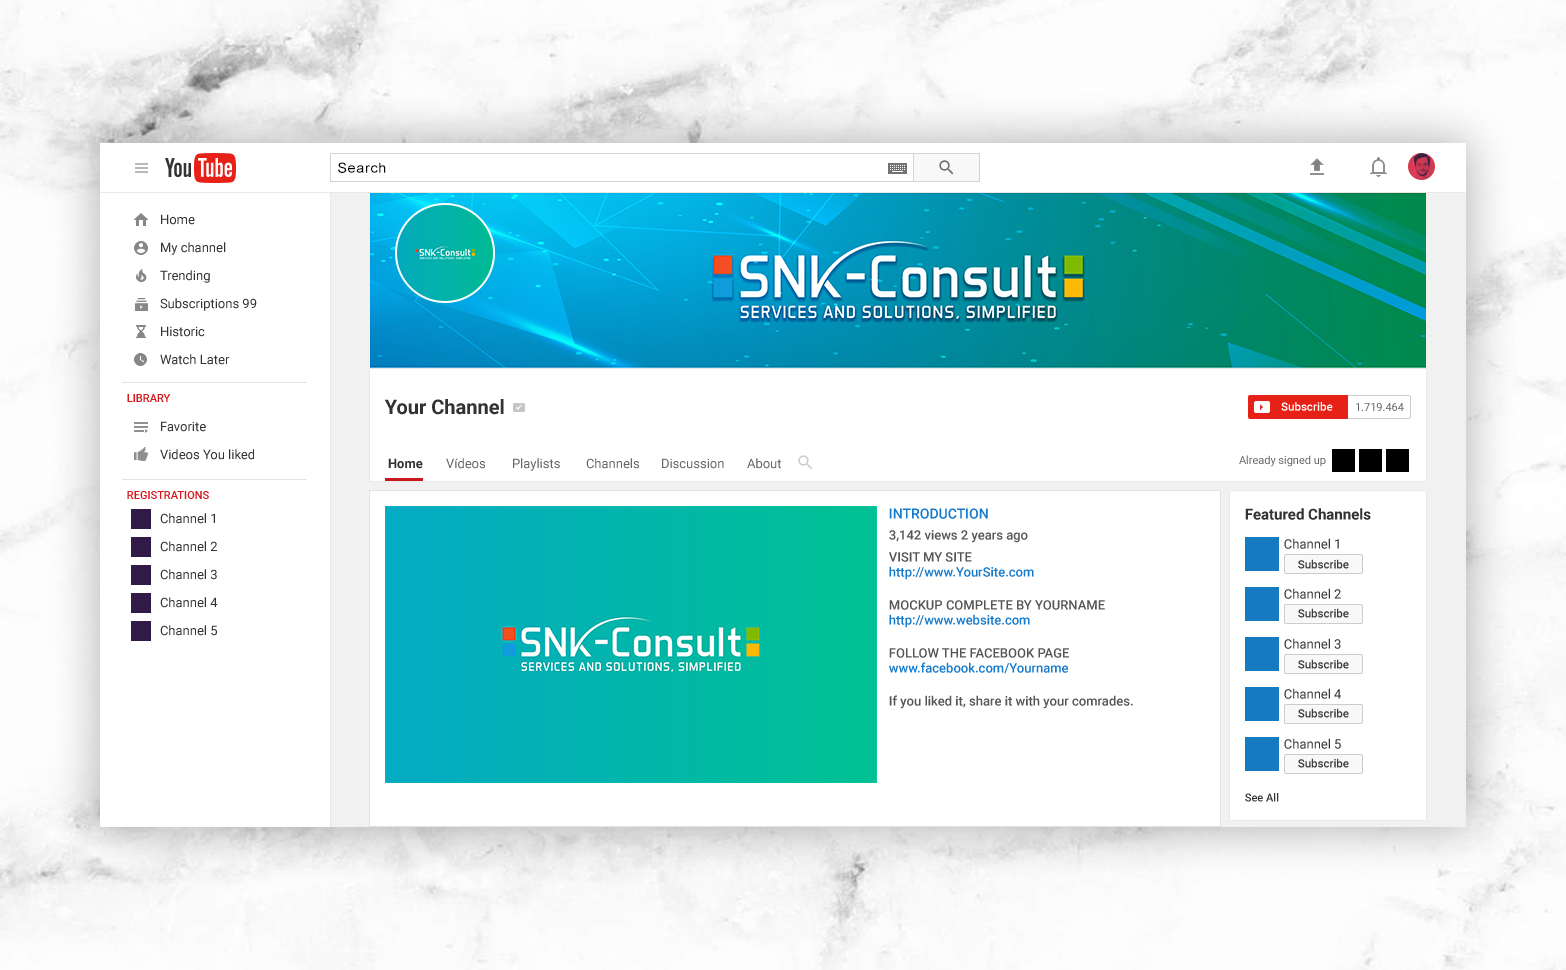 YouTube
Search
Home
My channel
Trending
Subscriptions 99
Historic
Watch Later
LIBRARY
Favorite
Videos You liked
REGISTRATIONS
Channel 1
Channel 2
Channel 3
Channel 4
Channel 5
SNK-Consult
SERVICES AND SOLUTIONS, SIMPLIFIED
SNK-Consult
SERVICES AND SOLUTIONS, SIMPLIFIED
Your Channel
Subscribe 1.719.464
Home Vídeos Playlists Channels Discussion About
Already signed up
SNK-Consult
SERVICES AND SOLUTIONS, SIMPLIFIED
INTRODUCTION
3,142 views 2 years ago
VISIT MY SITE
http://www.YourSite.com
MOCKUP COMPLETE BY YOURNAME
http://www.website.com
FOLLOW THE FACEBOOK PAGE
www.facebook.com/Yourname
If you liked it, share it with your comrades.
Featured Channels
Channel 1
Subscribe
Channel 2
Subscribe
Channel 3
Subscribe
Channel 4
Subscribe
Channel 5
Subscribe
See All